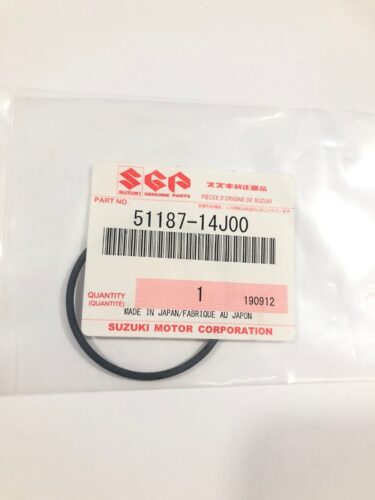 SGP
SUZUKI GENUINE PARTS
スズキ純正部品
PIÈCES D'ORIGINE DE SUZUKI
PART NO.
51187-14J00
QUANTITY
(QUANTITÉ)
1
190912
MADE IN JAPAN/FABRIQUE AU JAPON
SUZUKI MOTOR CORPORATION